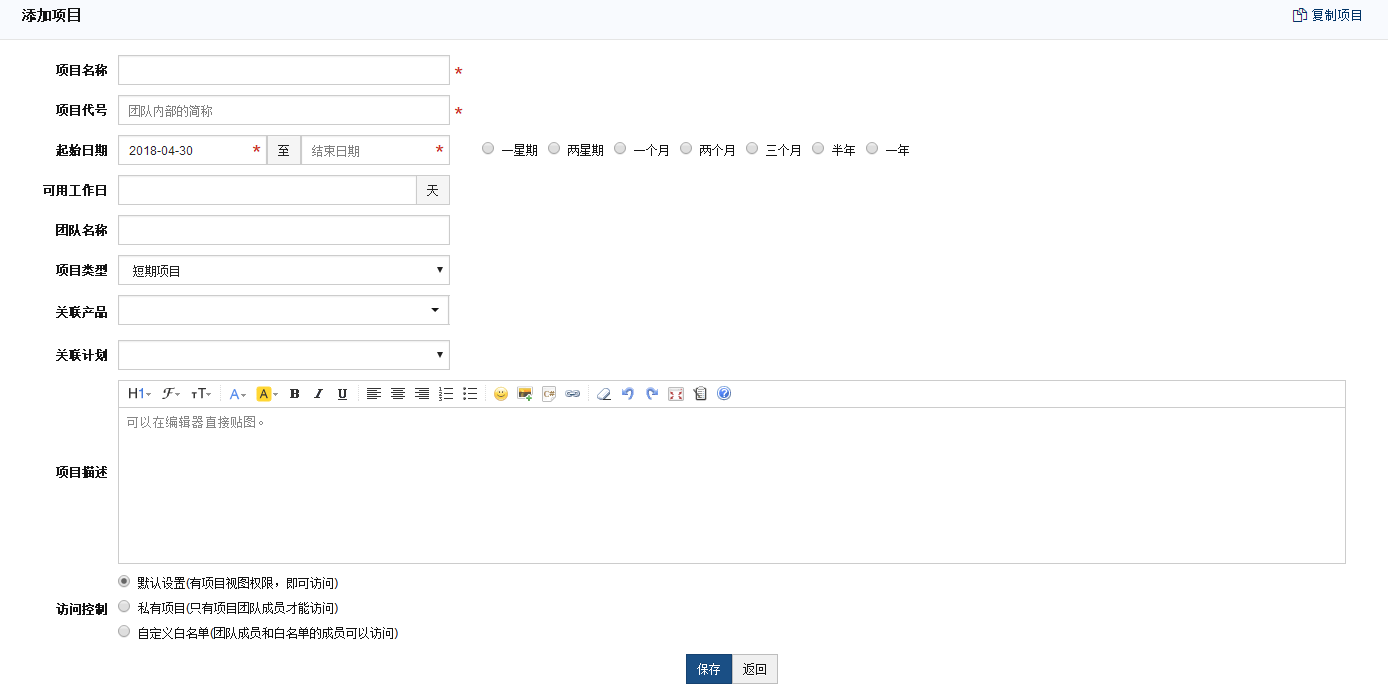 添加项目 复制项目
项目名称 *
项目代号 团队内部的简称 *
起始日期 2018-04-30 * 至 结束日期 * 一星期 两星期 一个月 两个月 三个月 半年 一年
可用工作日 天
团队名称
项目类型 短期项目
关联产品
关联计划
H1 F TT A A B I U C#
可以在编辑器直接贴图。
项目描述
默认设置(有项目视图权限，即可访问)
访问控制 私有项目(只有项目团队成员才能访问)
自定义白名单(团队成员和白名单的成员可以访问)
保存 返回